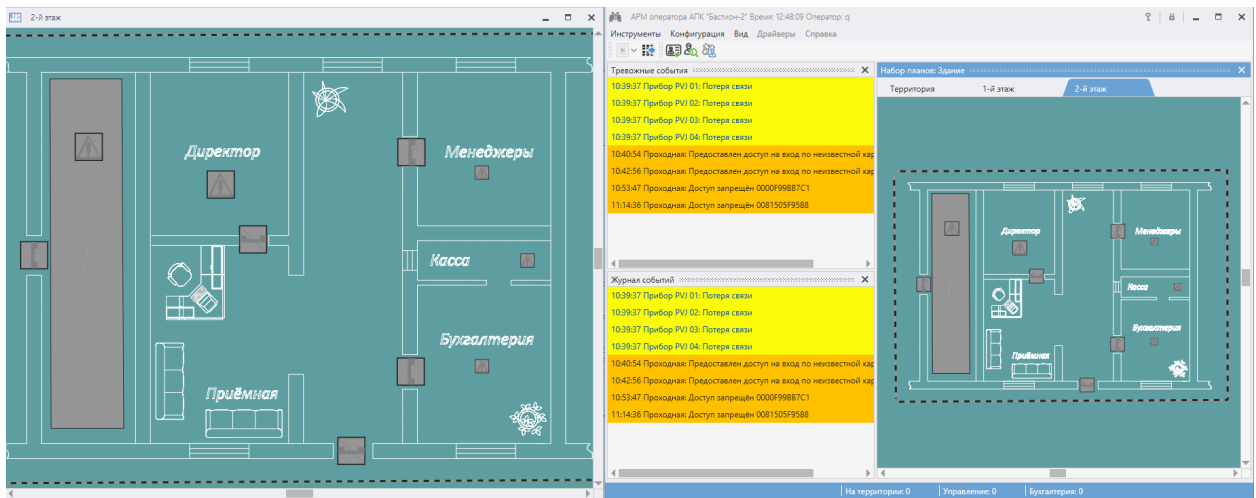 2-й этаж
Директор
Менеджеры
Касса
Бухгалтерия
Приёмная
АРМ оператора АПК "Бастион-2" Время: 12:48:09 Оператор: q
Инструменты Конфигурация Вид Драйверы Справка
Тревожные события
10:39:37 Прибор PVJ 01: Потеря связи
10:39:37 Прибор PVJ 02: Потеря связи
10:39:37 Прибор PVJ 03: Потеря связи
10:39:37 Прибор PVJ 04: Потеря связи
10:40:54 Проходная: Предоставлен доступ на вход по неизвестной кар
10:42:56 Проходная: Предоставлен доступ на вход по неизвестной кар
10:53:47 Проходная: Доступ запрещён 0000F99BB7C1
11:14:36 Проходная: Доступ запрещён 0081505F9588
Журнал событий
10:39:37 Прибор PVJ 01: Потеря связи
10:39:37 Прибор PVJ 02: Потеря связи
10:39:37 Прибор PVJ 03: Потеря связи
10:39:37 Прибор PVJ 04: Потеря связи
10:40:54 Проходная: Предоставлен доступ на вход по неизвестной кар
10:42:56 Проходная: Предоставлен доступ на вход по неизвестной кар
10:53:47 Проходная: Доступ запрещён 0000F99BB7C1
11:14:36 Проходная: Доступ запрещён 0081505F9588
Набор планов: Здание
Территория 1-й этаж 2-й этаж
Директор
Менеджеры
Касса
Бухгалтерия
Приёмная
На территории: 0 Управление: 0 Бухгалтерия: 0